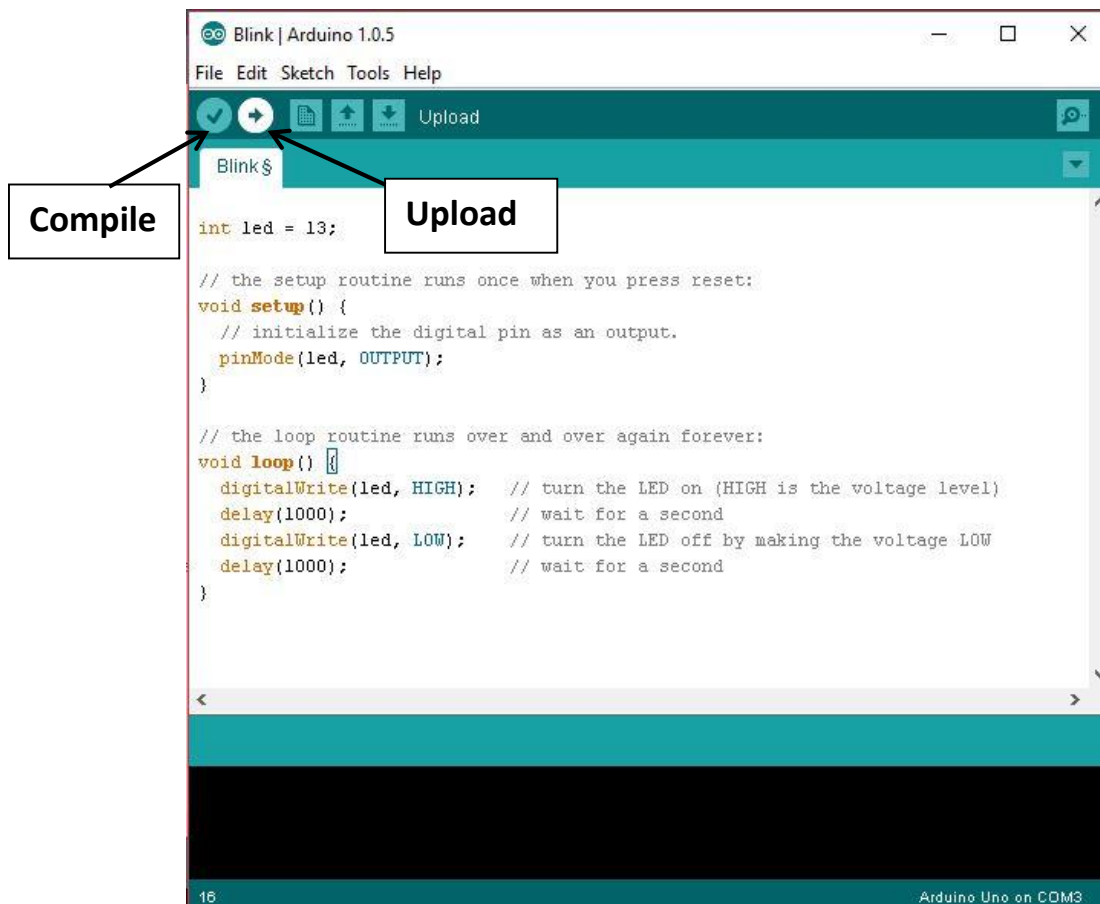 Blink | Arduino 1.0.5
File Edit Sketch Tools Help
Upload
Blink §
Compile
Upload
int led = 13;
// the setup routine runs once when you press reset:
void setup() {
  // initialize the digital pin as an output.
  pinMode(led, OUTPUT);
}
// the loop routine runs over and over again forever:
void loop() {
  digitalWrite(led, HIGH);   // turn the LED on (HIGH is the voltage level)
  delay(1000);               // wait for a second
  digitalWrite(led, LOW);    // turn the LED off by making the voltage LOW
  delay(1000);               // wait for a second
}
16
Arduino Uno on COM3